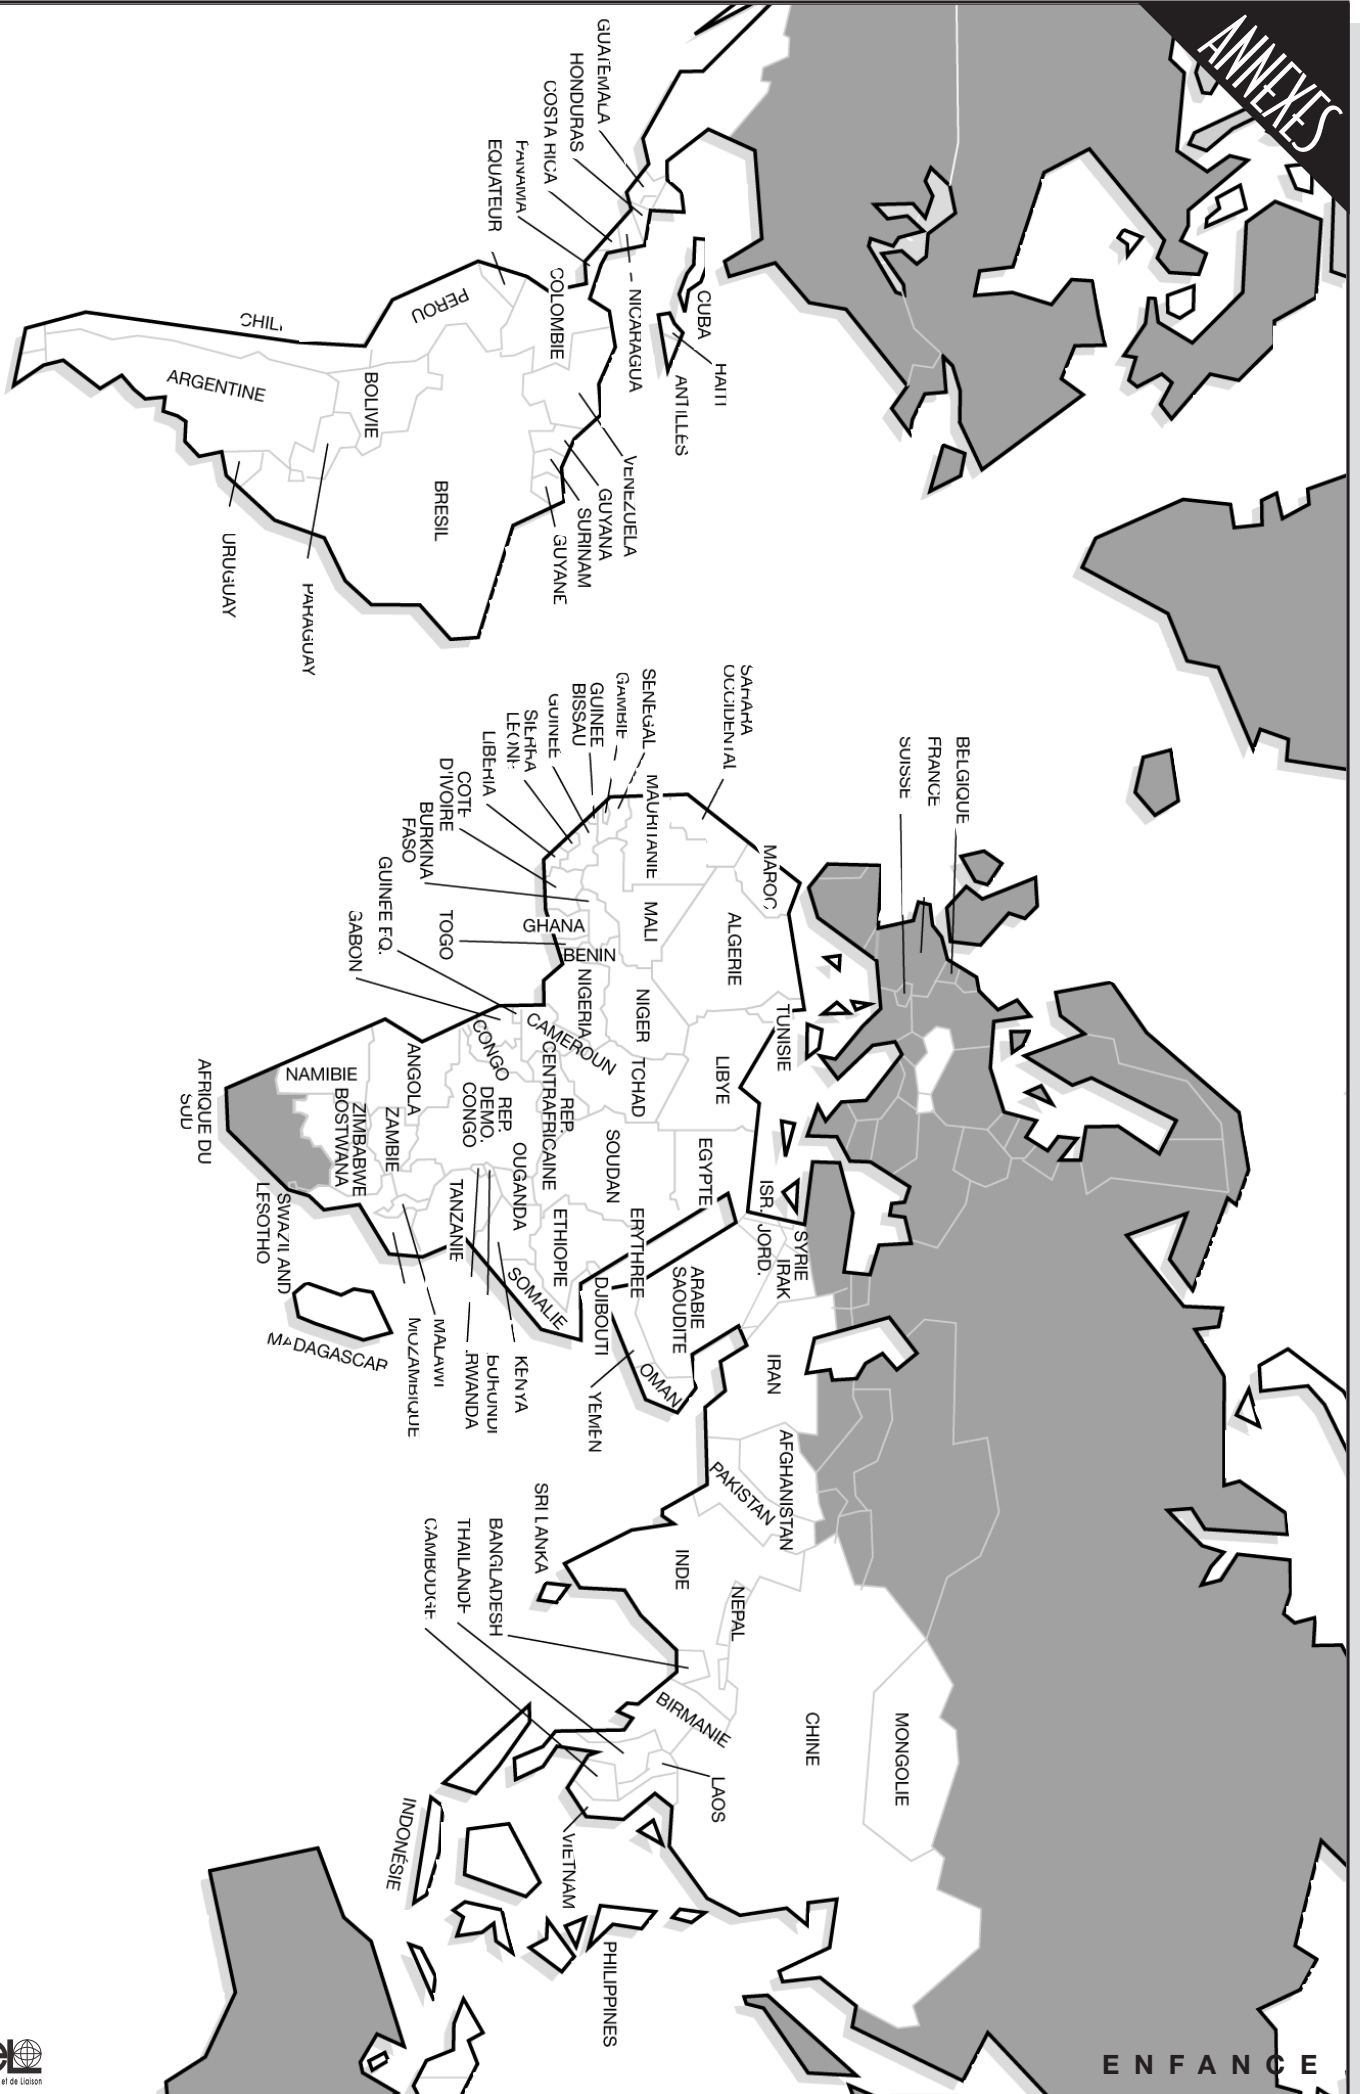 ANNEXES
GUATEMALA
HONDURAS
COSTA RICA
PANAMA
EQUATEUR
COLOMBIE
NICARAGUA
CUBA
HAITI
ANTILLES
PEROU
CHILI
ARGENTINE
BOLIVIE
BRESIL
VENEZUELA
GUYANA
SURINAM
GUYANE
URUGUAY
PARAGUAY
SAHARA
OCCIDENTAL
SENEGAL
GAMBIE
GUINEE
BISSAU
GUINEE
SIERRA
LEONE
LIBERIA
COTE
D'IVOIRE
BURKINA
FASO
GUINEE EQ.
GABON
TOGO
GHANA
BENIN
MAURITANIE
MALI
MAROC
ALGERIE
TUNISIE
NIGER
NIGERIA
CAMEROUN
TCHAD
LIBYE
EGYPTE
SOUDAN
REP.
CENTRAFRICAINE
CONGO
REP.
DEMO.
CONGO
OUGANDA
ETHIOPIE
ERYTHREE
DJIBOUTI
SOMALIE
TANZANIE
ANGOLA
ZAMBIE
ZIMBABWE
BOSTWANA
NAMIBIE
AFRIQUE DU
SUD
SWAZILAND
LESOTHO
MADAGASCAR
MOZAMBIQUE
MALAWI
RWANDA
BURUNDI
KENYA
BELGIQUE
FRANCE
SUISSE
ISR.
JORD.
SYRIE
IRAK
ARABIE
SAOUDITE
OMAN
YEMEN
IRAN
AFGHANISTAN
PAKISTAN
INDE
NEPAL
SRI LANKA
BANGLADESH
THAILANDE
CAMBODGE
BIRMANIE
LAOS
VIETNAM
CHINE
MONGOLIE
INDONÉSIE
PHILIPPINES
ENFANCE
et de Liaison